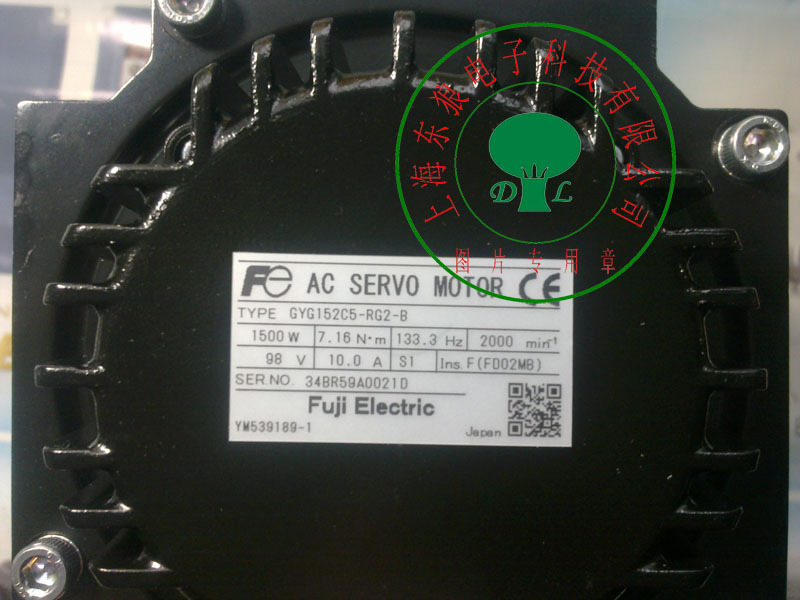 上海东狼电子科技有限公司
D L
图片专用章
Fe AC SERVO MOTOR CE
TYPE GYG152C5-RG2-B
1500 W 7.16 N·m 133.3 Hz 2000 min⁻¹
98 V 10.0 A S1 Ins. F(FD02MB)
SER.NO. 34BR59A0021D
Fuji Electric
YM539189-1 Japan